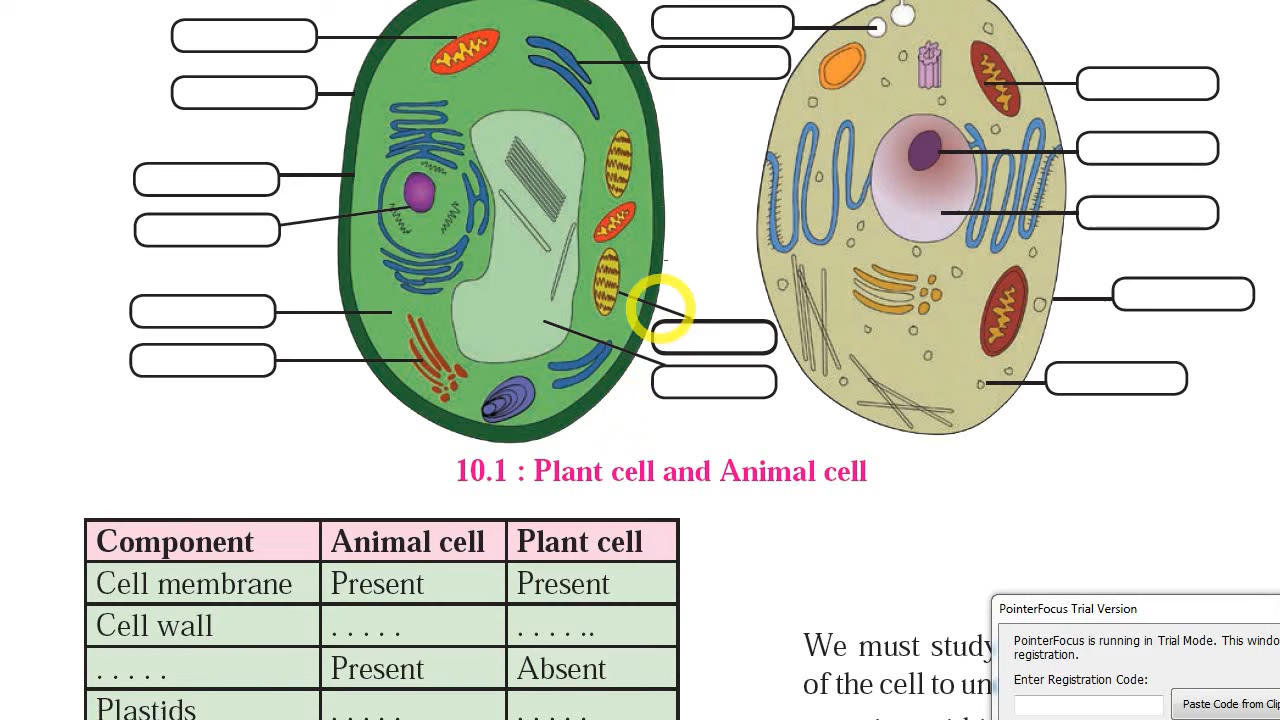 10.1 : Plant cell and Animal cell
Component Animal cell Plant cell
Cell membrane Present Present
Cell wall . . . . . . . . . ..
. . . . . Present Absent
Plastids . . . . . . . . . .
We must study
of the cell to un
PointerFocus Trial Version
PointerFocus is running in Trial Mode. This windo
registration.
Enter Registration Code:
Paste Code from Cli